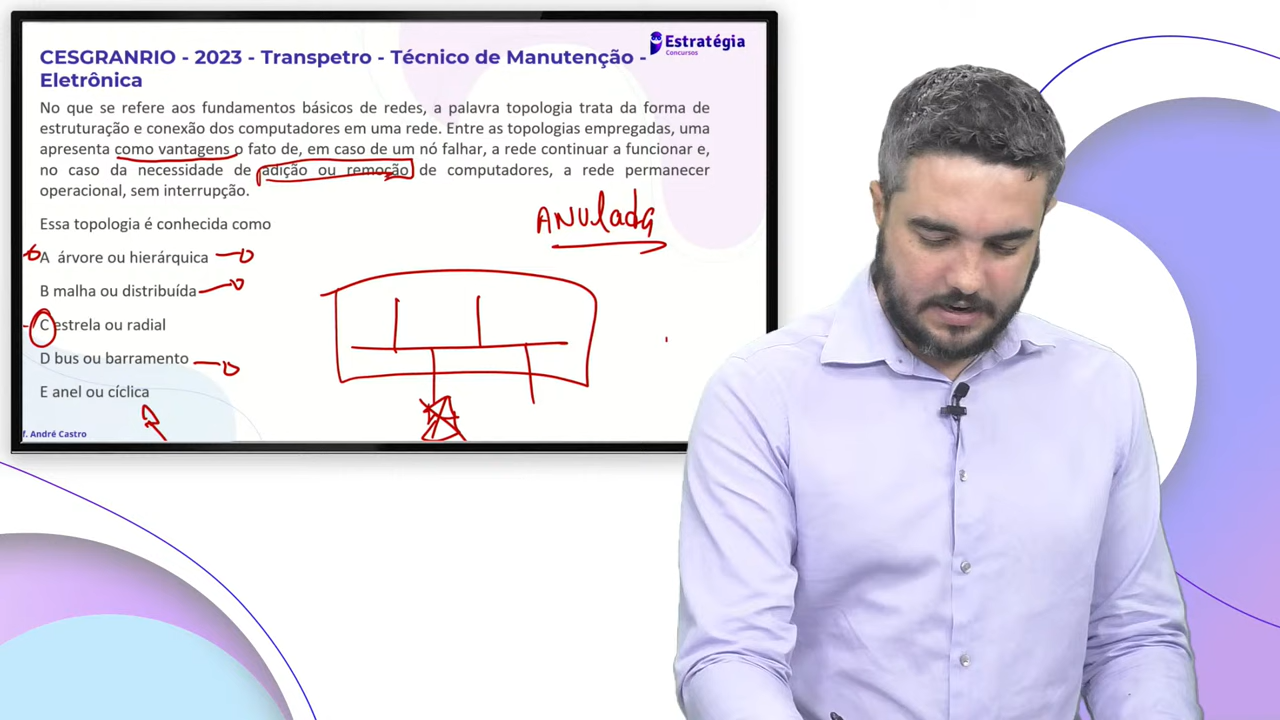 Estratégia
Concursos
CESGRANRIO - 2023 - Transpetro - Técnico de Manutenção -
Eletrônica
No que se refere aos fundamentos básicos de redes, a palavra topologia trata da forma de
estruturação e conexão dos computadores em uma rede. Entre as topologias empregadas, uma
apresenta como vantagens o fato de, em caso de um nó falhar, a rede continuar a funcionar e,
no caso da necessidade de adição ou remoção de computadores, a rede permanecer
operacional, sem interrupção.
ANULADA
Essa topologia é conhecida como
A árvore ou hierárquica
B malha ou distribuída
C estrela ou radial
D bus ou barramento
E anel ou cíclica
f. André Castro